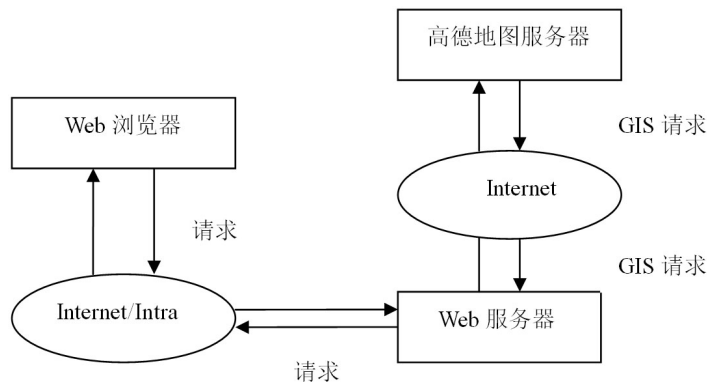 高德地图服务器
Web 浏览器
GIS 请求
Internet
请求
GIS 请求
Internet/Intra
Web 服务器
请求